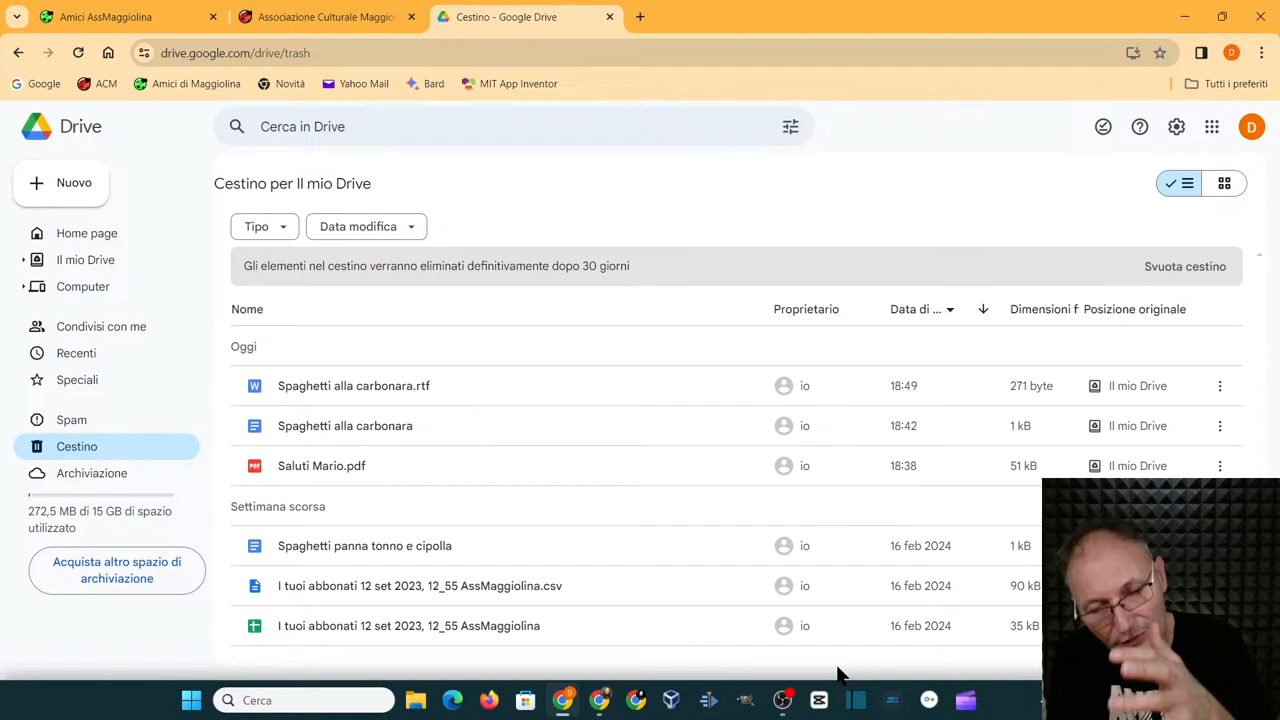 Amici AssMaggiolina
Associazione Culturale Maggio
Cestino - Google Drive
drive.google.com/drive/trash
D
Google
ACM
Amici di Maggiolina
Novità
Yahoo Mail
Bard
MIT App Inventor
Tutti i preferiti
Drive
Cerca in Drive
D
Nuovo
Cestino per Il mio Drive
Tipo
Data modifica
Home page
Il mio Drive
Computer
Condivisi con me
Recenti
Speciali
Spam
Cestino
Archiviazione
272,5 MB di 15 GB di spazio
utilizzato
Acquista altro spazio di
archiviazione
Gli elementi nel cestino verranno eliminati definitivamente dopo 30 giorni
Svuota cestino
Nome Proprietario Data di ... Dimensioni f Posizione originale
Oggi
Spaghetti alla carbonara.rtf io 18:49 271 byte Il mio Drive
Spaghetti alla carbonara io 18:42 1 kB Il mio Drive
Saluti Mario.pdf io 18:38 51 kB Il mio Drive
Settimana scorsa
Spaghetti panna tonno e cipolla io 16 feb 2024 1 kB
I tuoi abbonati 12 set 2023, 12_55 AssMaggiolina.csv io 16 feb 2024 90 kB
I tuoi abbonati 12 set 2023, 12_55 AssMaggiolina io 16 feb 2024 35 kB
Cerca